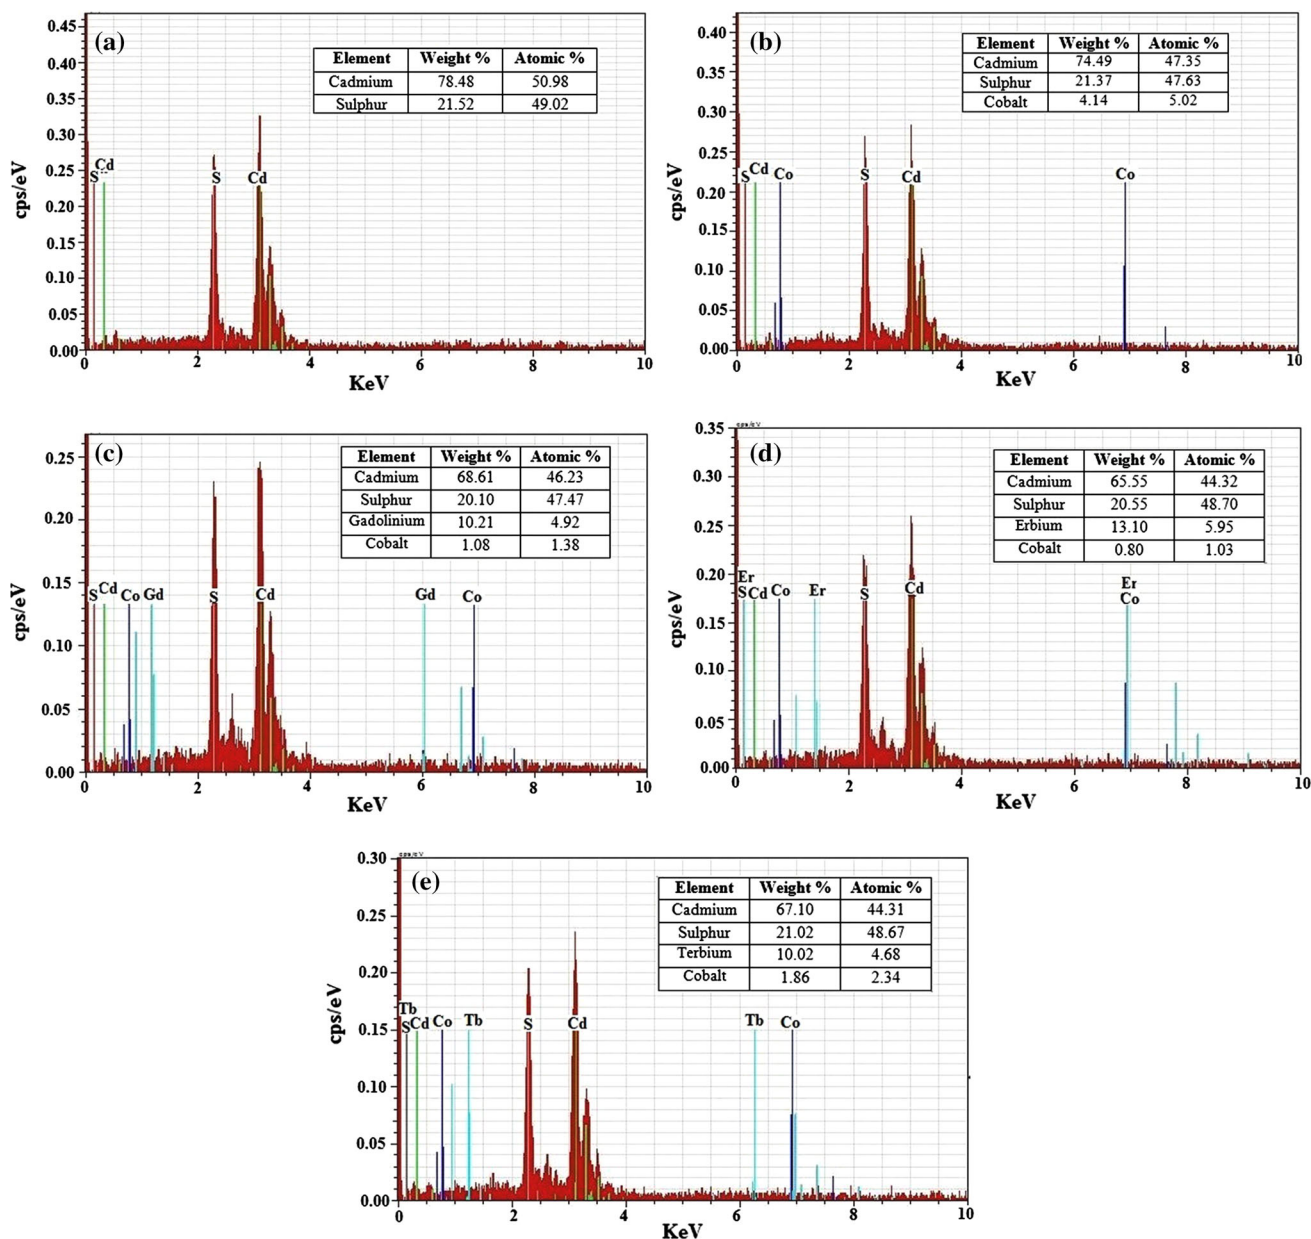 (a)
cps/eV
0.45
0.40
0.35
0.30
0.25
0.20
0.15
0.10
0.05
0.00
Element Weight % Atomic %
Cadmium 78.48 50.98
Sulphur 21.52 49.02
S Cd S Cd
0 2 4 6 8 10
KeV
(b)
cps/eV
0.40
0.35
0.30
0.25
0.20
0.15
0.10
0.05
0.00
Element Weight % Atomic %
Cadmium 74.49 47.35
Sulphur 21.37 47.63
Cobalt 4.14 5.02
S Cd Co S Cd Co
0 2 4 6 8 10
KeV
(c)
cps/eV
0.25
0.20
0.15
0.10
0.05
0.00
Element Weight % Atomic %
Cadmium 68.61 46.23
Sulphur 20.10 47.47
Gadolinium 10.21 4.92
Cobalt 1.08 1.38
S Cd Co Gd S Cd Gd Co
0 2 4 6 8 10
KeV
(d)
cps/eV
cps/eV
0.35
0.30
0.25
0.20
0.15
0.10
0.05
0.00
Element Weight % Atomic %
Cadmium 65.55 44.32
Sulphur 20.55 48.70
Erbium 13.10 5.95
Cobalt 0.80 1.03
Er Er
S Cd Co Er S Cd Co
0 2 4 6 8 10
KeV
(e)
cps/eV
cps/eV
0.30
0.25
0.20
0.15
0.10
0.05
0.00
Element Weight % Atomic %
Cadmium 67.10 44.31
Sulphur 21.02 48.67
Terbium 10.02 4.68
Cobalt 1.86 2.34
Tb
S Cd Co Tb S Cd Tb Co
0 2 4 6 8 10
KeV